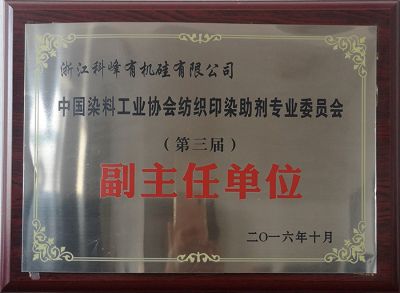 浙江科峰有机硅有限公司
中国染料工业协会纺织印染助剂专业委员会
（第三届）
副主任单位
二〇一六年十月